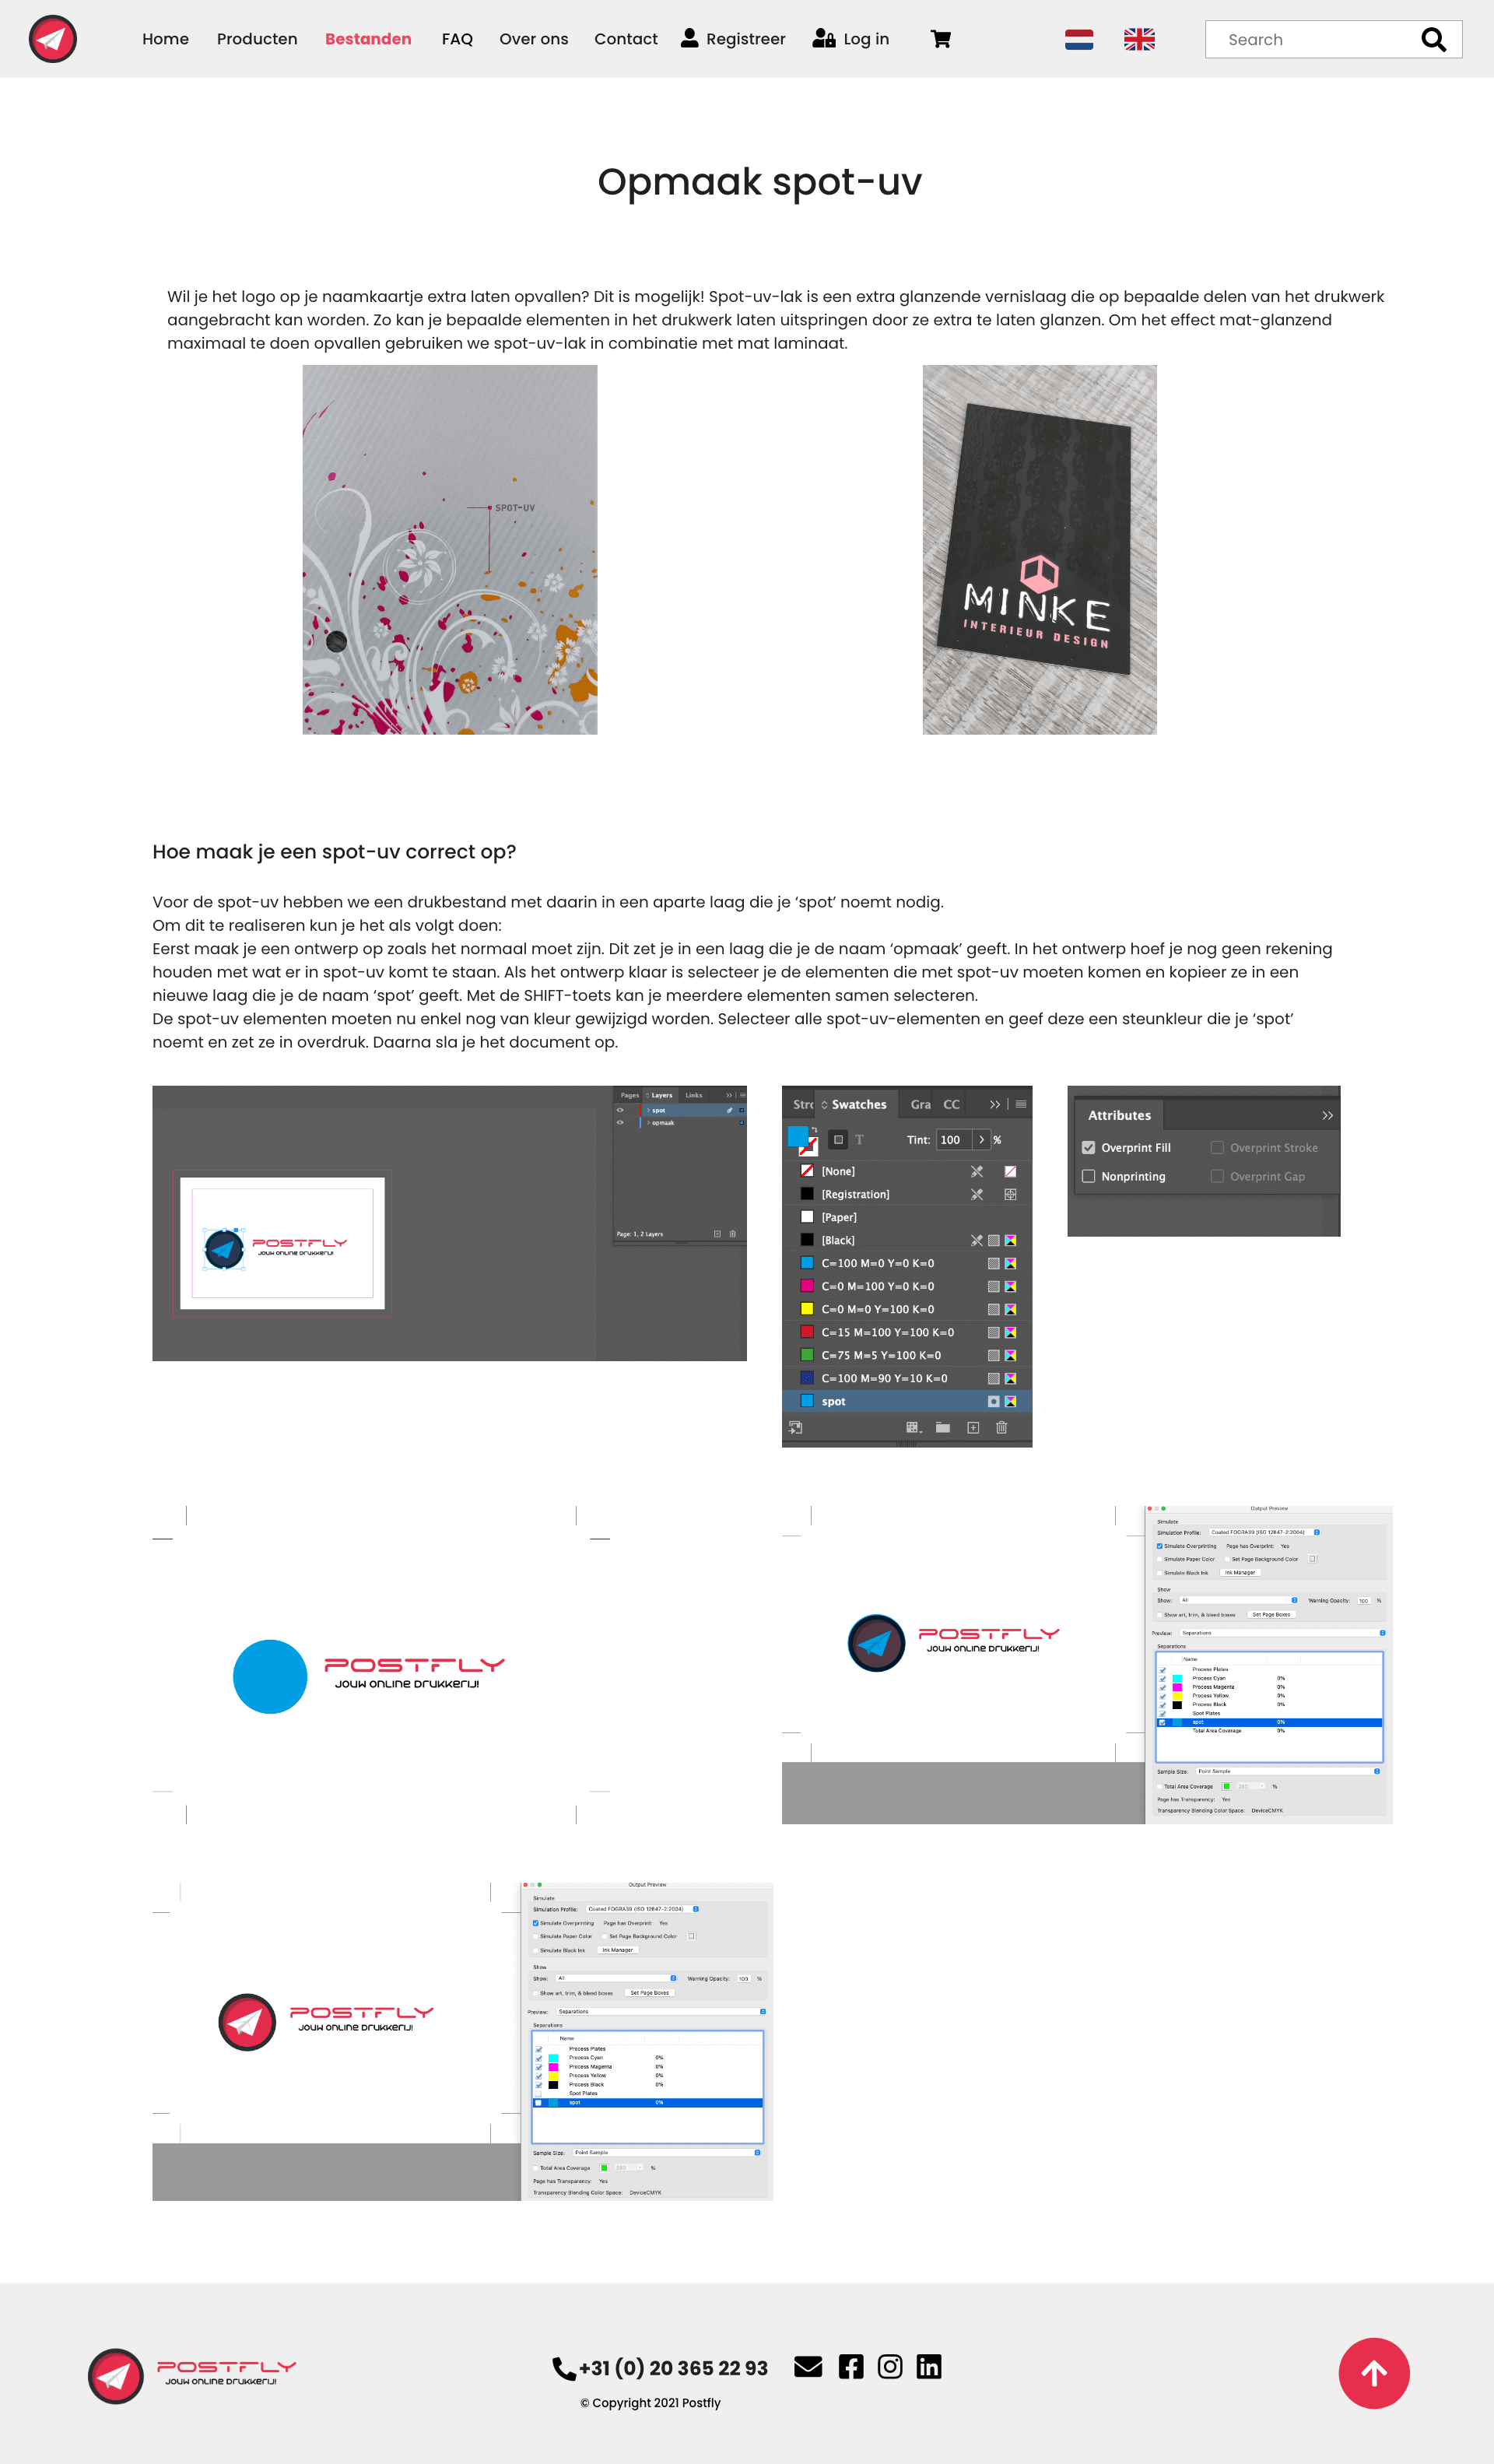 Home Producten Bestanden FAQ Over ons Contact Registreer Log in Search
Opmaak spot-uv
Wil je het logo op je naamkaartje extra laten opvallen? Dit is mogelijk! Spot-uv-lak is een extra glanzende vernislaag die op bepaalde delen van het drukwerk
aangebracht kan worden. Zo kan je bepaalde elementen in het drukwerk laten uitspringen door ze extra te laten glanzen. Om het effect mat-glanzend
maximaal te doen opvallen gebruiken we spot-uv-lak in combinatie met mat laminaat.
SPOT-UV
MINKE
INTERIEUR DESIGN
Hoe maak je een spot-uv correct op?
Voor de spot-uv hebben we een drukbestand met daarin in een aparte laag die je ‘spot’ noemt nodig.
Om dit te realiseren kun je het als volgt doen:
Eerst maak je een ontwerp op zoals het normaal moet zijn. Dit zet je in een laag die je de naam ‘opmaak’ geeft. In het ontwerp hoef je nog geen rekening
houden met wat er in spot-uv komt te staan. Als het ontwerp klaar is selecteer je de elementen die met spot-uv moeten komen en kopieer ze in een
nieuwe laag die je de naam ‘spot’ geeft. Met de SHIFT-toets kan je meerdere elementen samen selecteren.
De spot-uv elementen moeten nu enkel nog van kleur gewijzigd worden. Selecteer alle spot-uv-elementen en geef deze een steunkleur die je ‘spot’
noemt en zet ze in overdruk. Daarna sla je het document op.
Pages Layers Links
spot
opmaak
POSTFLY
Jouw online drukkerij!
Page: 1, 2 Layers
Stro Swatches Gra CC
Tint: 100 %
[None]
[Registration]
[Paper]
[Black]
C=100 M=0 Y=0 K=0
C=0 M=100 Y=0 K=0
C=0 M=0 Y=100 K=0
C=15 M=100 Y=100 K=0
C=75 M=5 Y=100 K=0
C=100 M=90 Y=10 K=0
spot
Attributes
Overprint Fill Overprint Stroke
Nonprinting Overprint Gap
POSTFLY
Jouw online drukkerij!
POSTFLY
Jouw online drukkerij!
Output Preview
Simulate
Simulation Profile: Coated FOGRA39 (ISO 12647-2:2004)
Simulate Overprinting Page has Overprint: Yes
Simulate Paper Color Set Page Background Color
Simulate Black Ink Ink Manager
Show
Show: All Warning Opacity: 100 %
Show art, trim, & bleed boxes Set Page Boxes
Preview: Separations
Separations
Name
Process Plates
Process Cyan 0%
Process Magenta 0%
Process Yellow 0%
Process Black 0%
Spot Plates
spot 0%
Total Area Coverage 0%
Sample Size: Point Sample
Total Area Coverage %
Page has Transparency: Yes
Transparency Blending Color Space: DeviceCMYK
POSTFLY
Jouw online drukkerij!
Output Preview
Simulate
Simulation Profile: Coated FOGRA39 (ISO 12647-2:2004)
Simulate Overprinting Page has Overprint: Yes
Simulate Paper Color Set Page Background Color
Simulate Black Ink Ink Manager
Show
Show: All Warning Opacity: 100 %
Show art, trim, & bleed boxes Set Page Boxes
Preview: Separations
Separations
Name
Process Plates
Process Cyan 0%
Process Magenta 0%
Process Yellow 0%
Process Black 0%
Spot Plates
spot 0%
Sample Size: Point Sample
Total Area Coverage %
Page has Transparency: Yes
Transparency Blending Color Space: DeviceCMYK
POSTFLY
Jouw online drukkerij!
+31 (0) 20 365 22 93
© Copyright 2021 Postfly